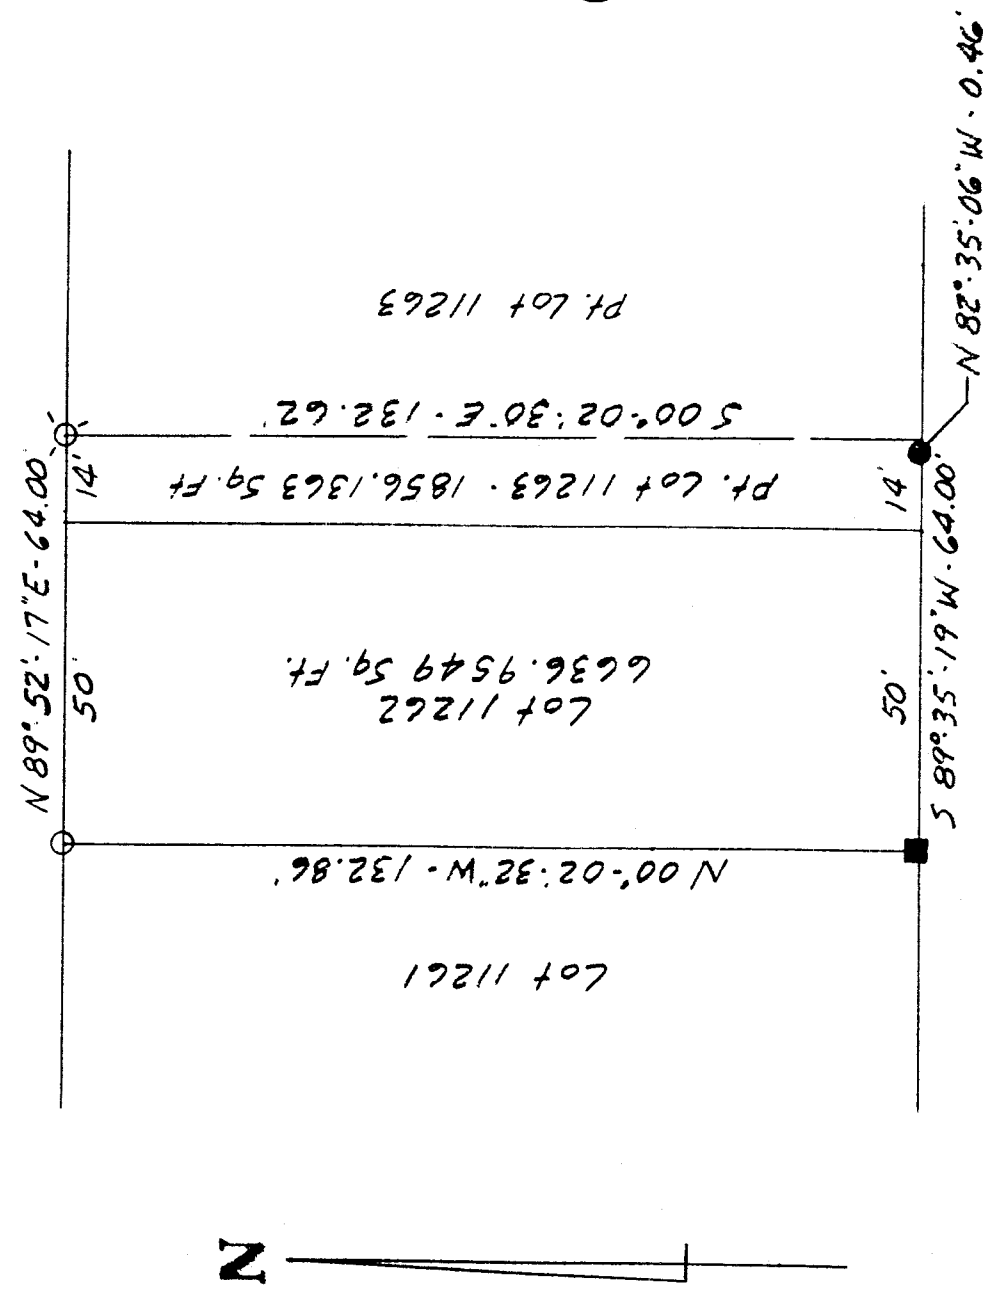 N 89°·52'·17"E - 64.00'
14'
50'
Lot 11261
N 00°-02'·32"W - 132.86'
Lot 11262
6636.9549 Sq. Ft.
Pt. Lot 11263 - 1856.1363 Sq. Ft
S 00°-02'·30"E - 132.62'
Pt. Lot 11263
50'
14'
S 89°·35'·19"W - 64.00'
N 82°·35'·06"W - 0.46'
N